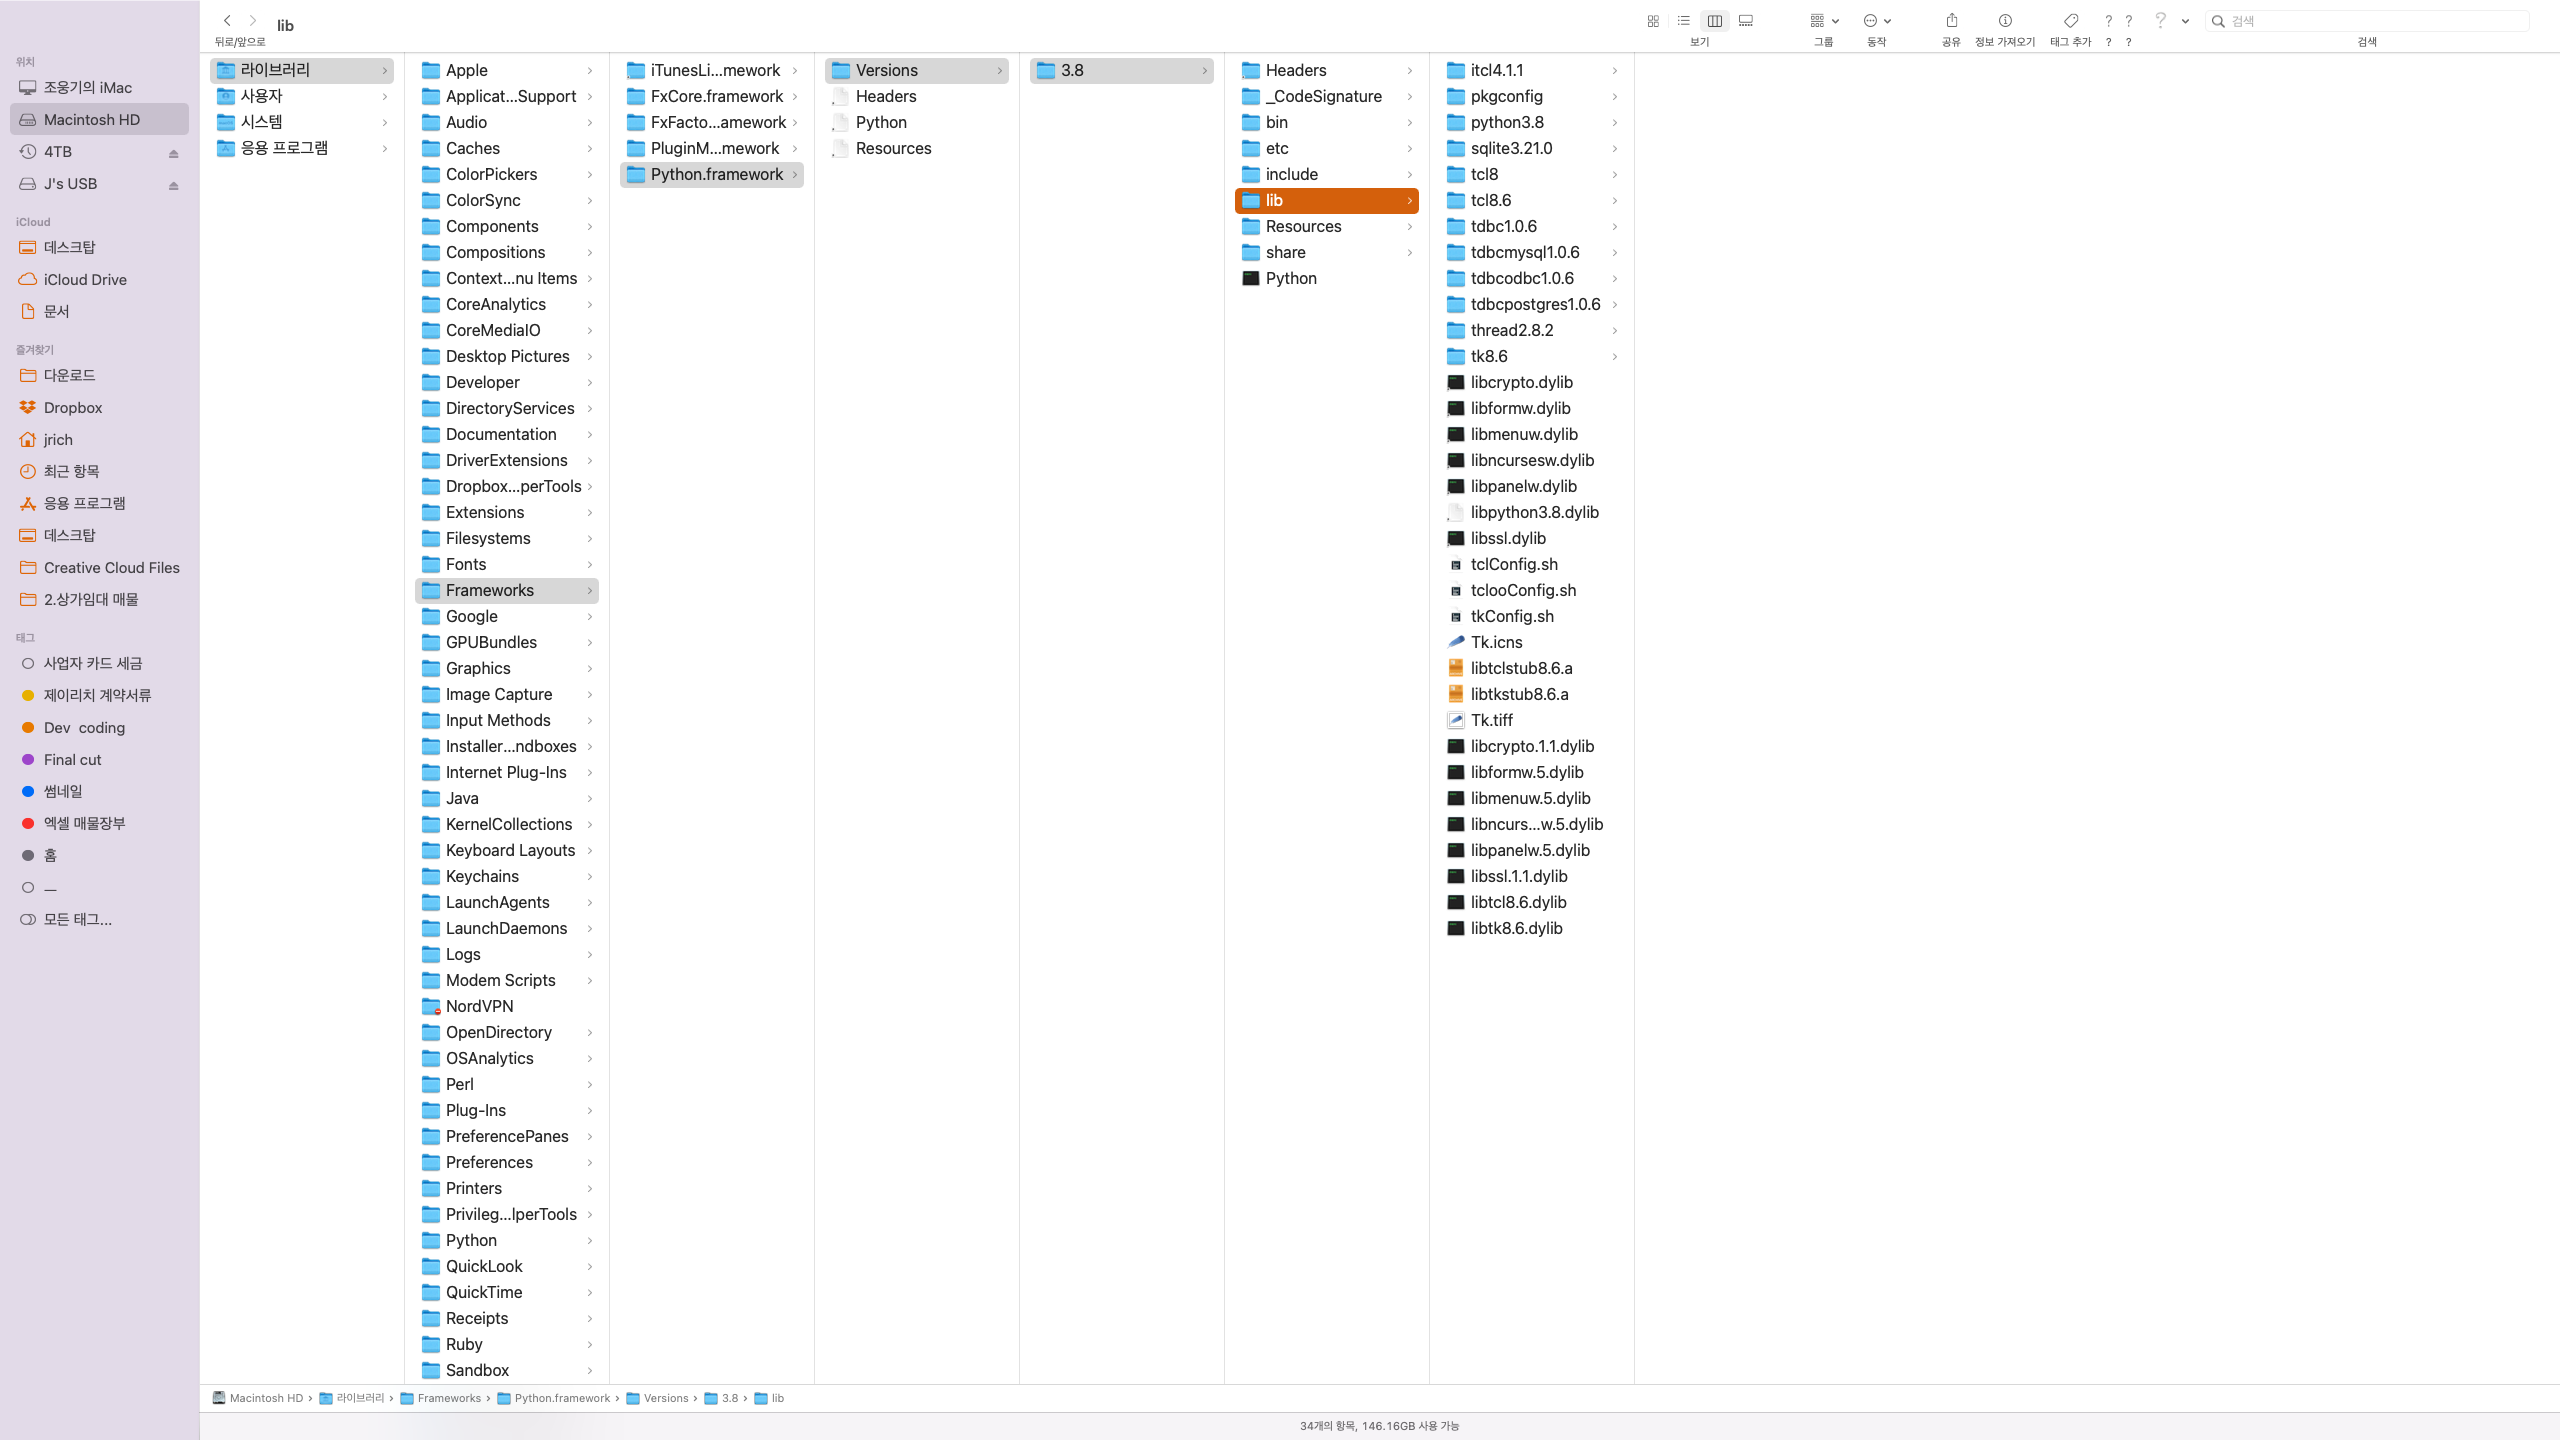 lib
뒤로/앞으로
보기
그룹
동작
공유
정보 가져오기
태그 추가
?
?
검색
검색
위치
조웅기의 iMac
Macintosh HD
4TB
J's USB
iCloud
데스크탑
iCloud Drive
문서
즐겨찾기
다운로드
Dropbox
jrich
최근 항목
응용 프로그램
데스크탑
Creative Cloud Files
2.상가임대 매물
태그
사업자 카드 세금
제이리치 계약서류
Dev coding
Final cut
썸네일
엑셀 매물장부
홈
ㅡ
모든 태그...
라이브러리
사용자
시스템
응용 프로그램
Apple
Applicat...Support
Audio
Caches
ColorPickers
ColorSync
Components
Compositions
Context...nu Items
CoreAnalytics
CoreMediaIO
Desktop Pictures
Developer
DirectoryServices
Documentation
DriverExtensions
Dropbox...perTools
Extensions
Filesystems
Fonts
Frameworks
Google
GPUBundles
Graphics
Image Capture
Input Methods
Installer...ndboxes
Internet Plug-Ins
Java
KernelCollections
Keyboard Layouts
Keychains
LaunchAgents
LaunchDaemons
Logs
Modem Scripts
NordVPN
OpenDirectory
OSAnalytics
Perl
Plug-Ins
PreferencePanes
Preferences
Printers
Privileg...lperTools
Python
QuickLook
QuickTime
Receipts
Ruby
Sandbox
iTunesLi...mework
FxCore.framework
FxFacto...amework
PluginM...mework
Python.framework
Versions
Headers
Python
Resources
3.8
Headers
_CodeSignature
bin
etc
include
lib
Resources
share
Python
itcl4.1.1
pkgconfig
python3.8
sqlite3.21.0
tcl8
tcl8.6
tdbc1.0.6
tdbcmysql1.0.6
tdbcodbc1.0.6
tdbcpostgres1.0.6
thread2.8.2
tk8.6
libcrypto.dylib
libformw.dylib
libmenuw.dylib
libncursesw.dylib
libpanelw.dylib
libpython3.8.dylib
libssl.dylib
tclConfig.sh
tclooConfig.sh
tkConfig.sh
Tk.icns
libtclstub8.6.a
libtkstub8.6.a
Tk.tiff
libcrypto.1.1.dylib
libformw.5.dylib
libmenuw.5.dylib
libncurs...w.5.dylib
libpanelw.5.dylib
libssl.1.1.dylib
libtcl8.6.dylib
libtk8.6.dylib
Macintosh HD › 라이브러리 › Frameworks › Python.framework › Versions › 3.8 › lib
34개의 항목, 146.16GB 사용 가능